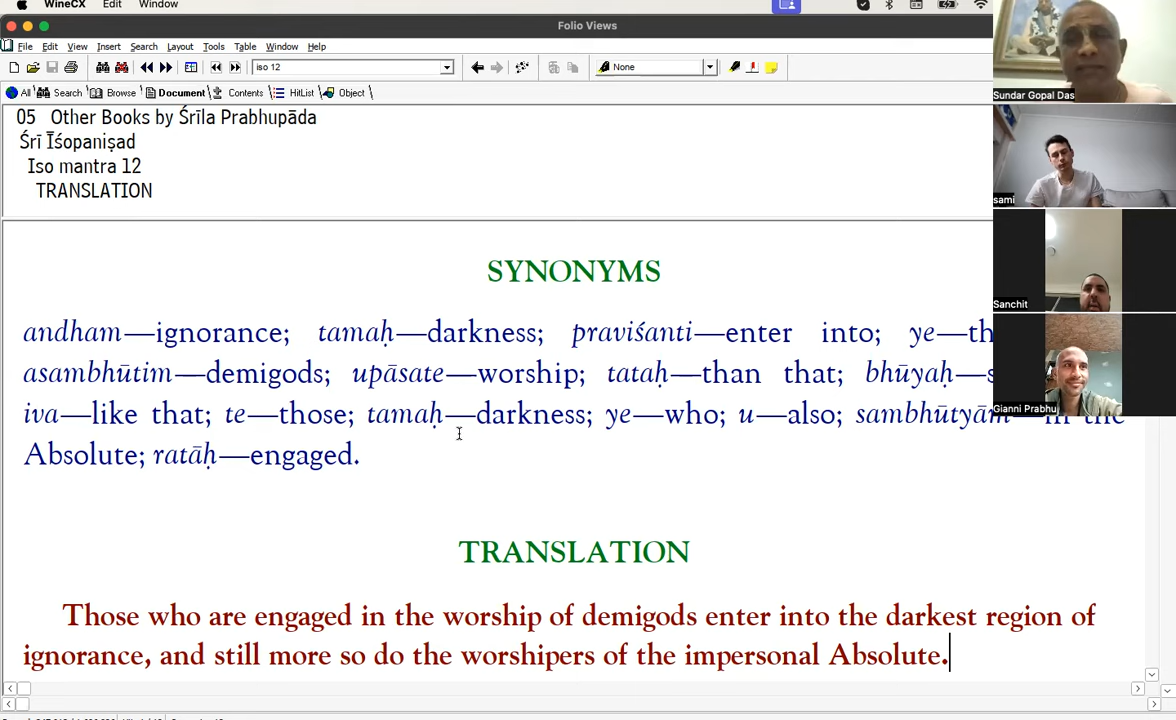 WineCX Edit Window
Folio Views
File Edit View Insert Search Layout Tools Table Window Help
iso 12 None
All Search Browse Document Contents HitList Object
05 Other Books by Śrīla Prabhupāda
Śrī Īśopaniṣad
Iso mantra 12
TRANSLATION
SYNONYMS
andham—ignorance; tamaḥ—darkness; praviśanti—enter into; ye—
asambhūtim—demigods; upāsate—worship; tataḥ—than that; bhūyaḥ—
iva—like that; te—those; tamaḥ—darkness; ye—who; u—also; sambhūtyām—in the
Absolute; ratāḥ—engaged.
TRANSLATION
Those who are engaged in the worship of demigods enter into the darkest region of
ignorance, and still more so do the worshipers of the impersonal Absolute.
Sundar Gopal Das
sami
Sanchit
Gianni Prabhu